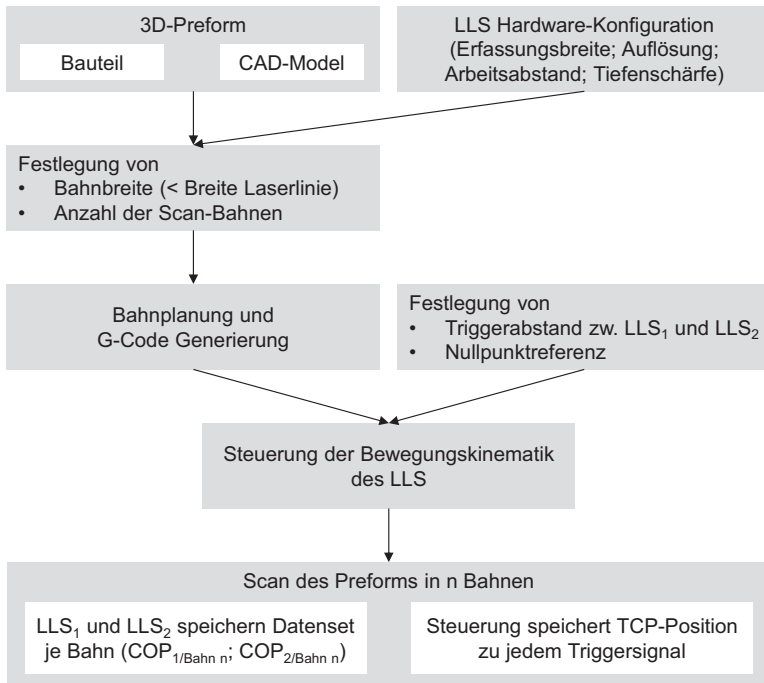 3D-Preform
Bauteil
CAD-Model
LLS Hardware-Konfiguration
(Erfassungsbreite; Auflösung;
Arbeitsabstand; Tiefenschärfe)
Festlegung von
• Bahnbreite (< Breite Laserlinie)
• Anzahl der Scan-Bahnen
Bahnplanung und
G-Code Generierung
Festlegung von
• Triggerabstand zw. LLS₁ und LLS₂
• Nullpunktreferenz
Steuerung der Bewegungskinematik
des LLS
Scan des Preforms in n Bahnen
LLS₁ und LLS₂ speichern Datenset
je Bahn (COP₁/Bahn n; COP₂/Bahn n)
Steuerung speichert TCP-Position
zu jedem Triggersignal